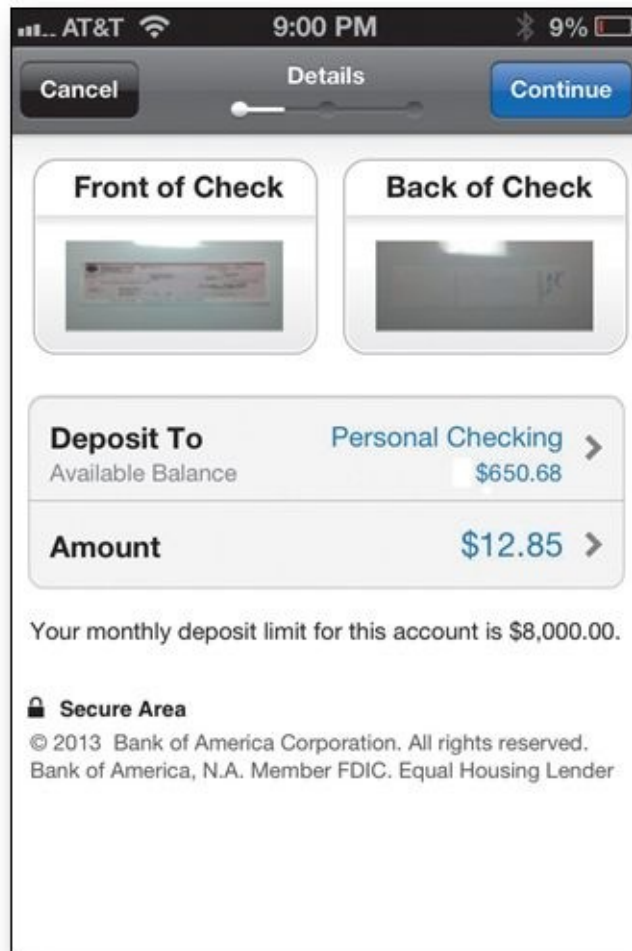 AT&T 9:00 PM 9%
Cancel Details Continue
Front of Check Back of Check
Deposit To Personal Checking
Available Balance $650.68
Amount $12.85
Your monthly deposit limit for this account is $8,000.00.
Secure Area
© 2013 Bank of America Corporation. All rights reserved.
Bank of America, N.A. Member FDIC. Equal Housing Lender